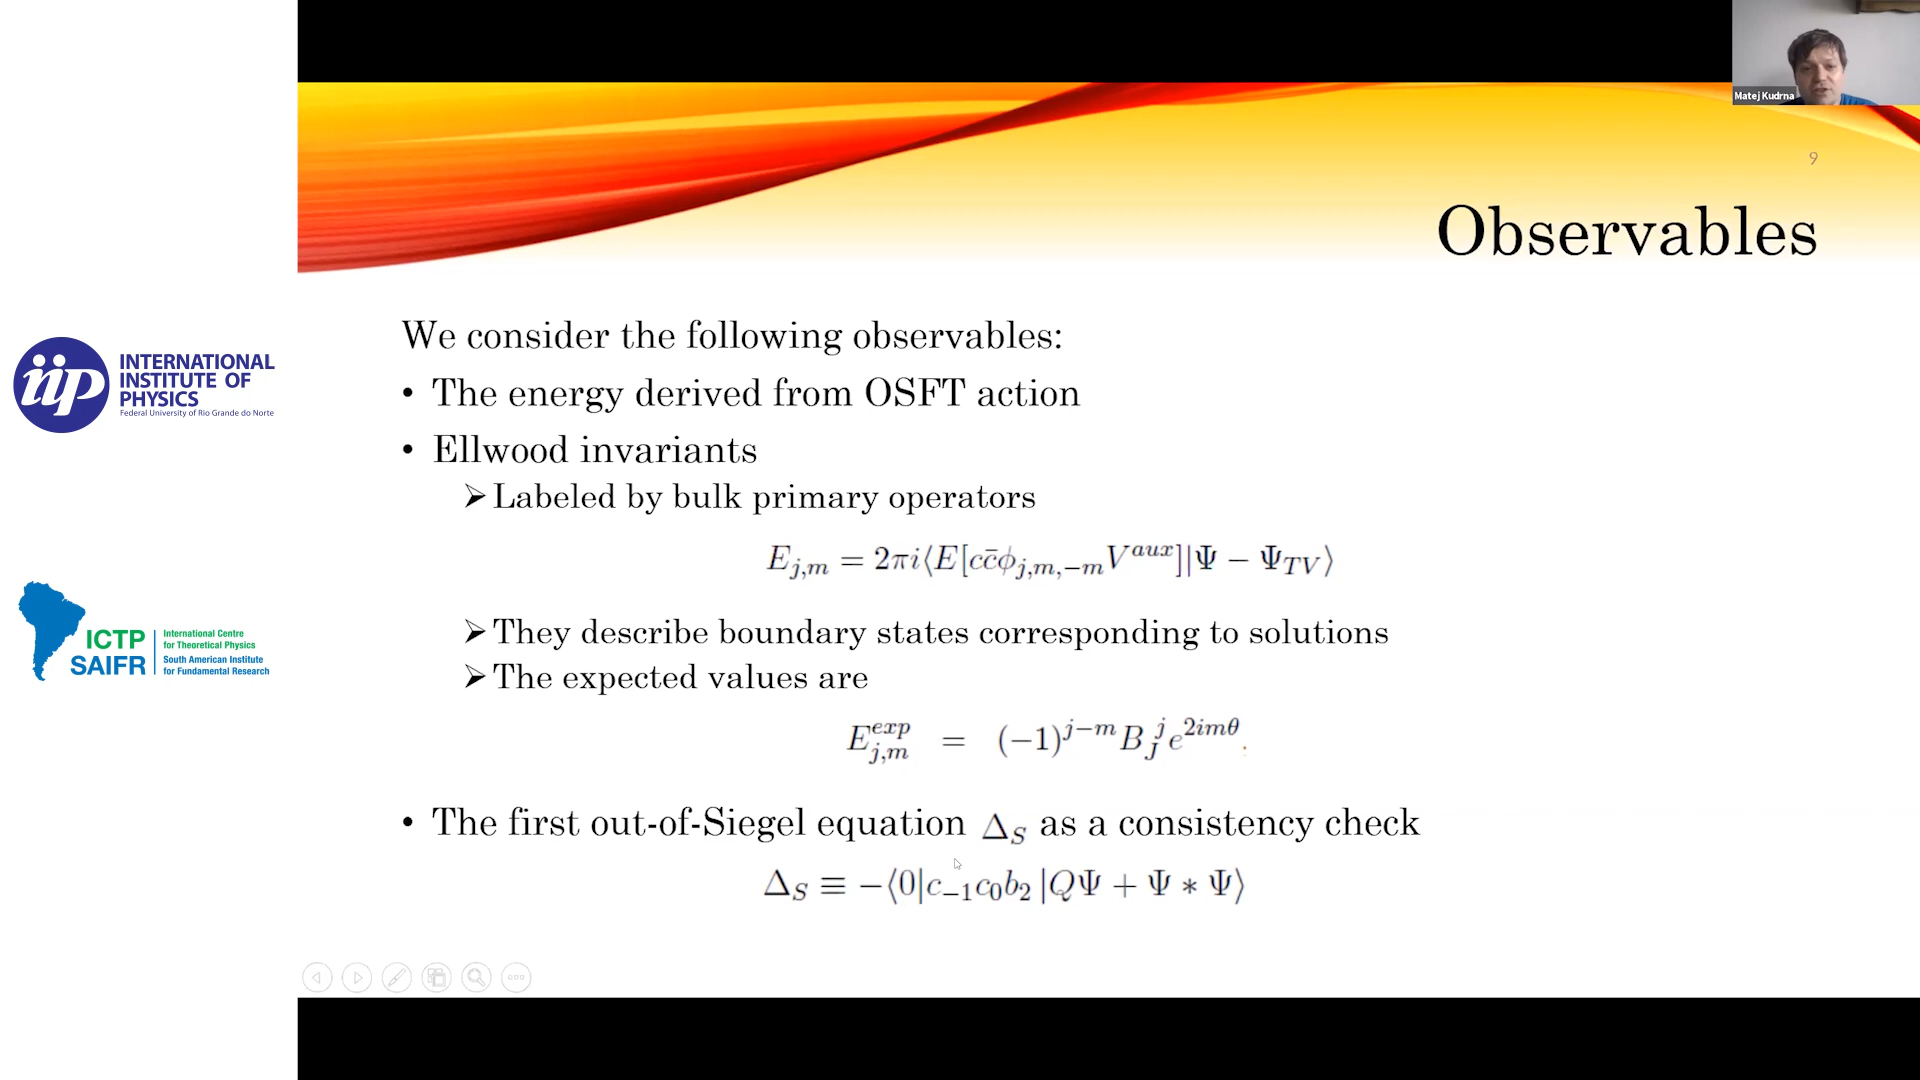 Matej Kudrna
9
Observables
We consider the following observables:
• The energy derived from OSFT action
• Ellwood invariants
➢Labeled by bulk primary operators
E_{j,m} = 2πi⟨E[cc̄ϕ_{j,m,−m}V^{aux}]|Ψ − Ψ_{TV}⟩
➢They describe boundary states corresponding to solutions
➢The expected values are
E^{exp}_{j,m} = (−1)^{j−m} B_J^j e^{2imθ}.
• The first out-of-Siegel equation Δ_S as a consistency check
Δ_S ≡ −⟨0|c_{−1}c_0b_2|QΨ + Ψ ∗ Ψ⟩
iip
INTERNATIONAL
INSTITUTE OF
PHYSICS
Federal University of Rio Grande do Norte
ICTP
SAIFR
International Centre
for Theoretical Physics
South American Institute
for Fundamental Research